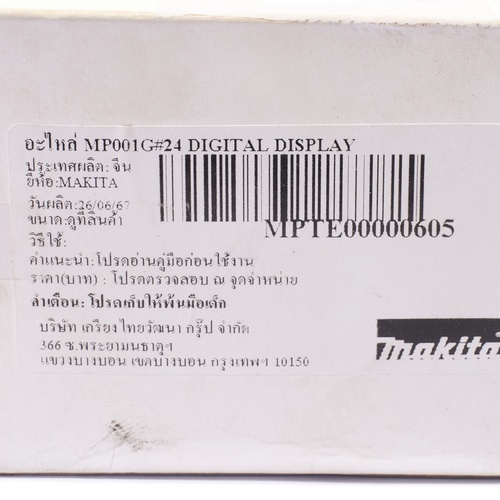 อะไหล่ MP001G#24 DIGITAL DISPLAY
ประเทศผลิต: จีน
ยี่ห้อ:MAKITA
วันผลิต:26/06/67
ขนาด:ดูที่สินค้า
MPTE00000605
วิธีใช้:
คำแนะนำ: โปรดอ่านคู่มือก่อนใช้งาน
ราคา(บาท) : โปรดตรวจสอบ ณ จุดจำหน่าย
คำเตือน: โปรดเก็บให้พ้นมือเด็ก
บริษัท เครื่องไทยวัฒนา กรุ๊ป จำกัด
366 ซ.พระยามนธาตุฯ
แขวงบางบอน เขตบางบอน กรุงเทพฯ 10150
makita